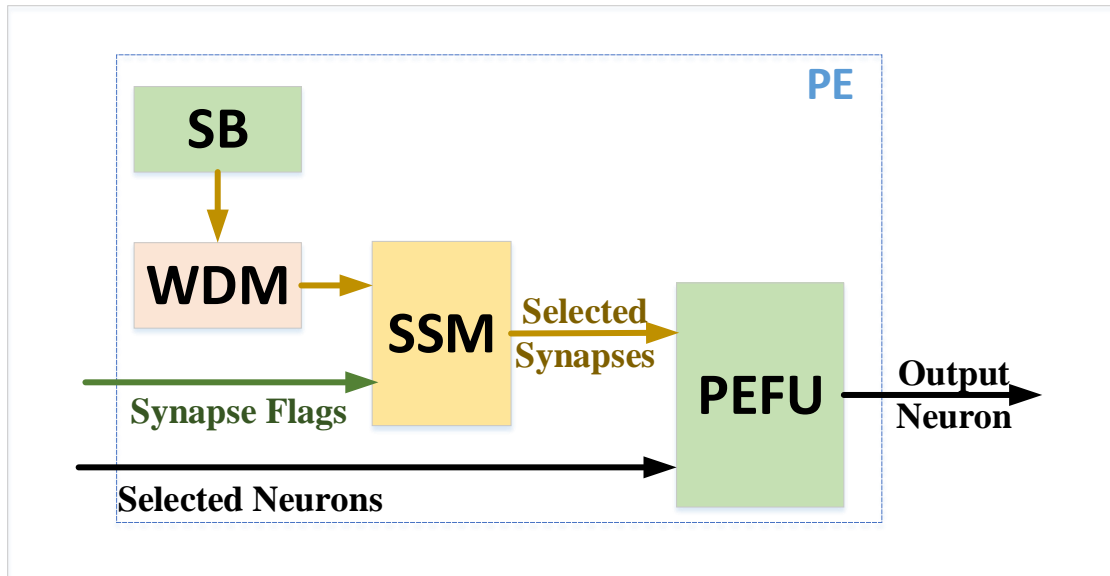 PE
SB
WDM
SSM
Selected
Synapses
PEFU
Output
Neuron
Synapse Flags
Selected Neurons